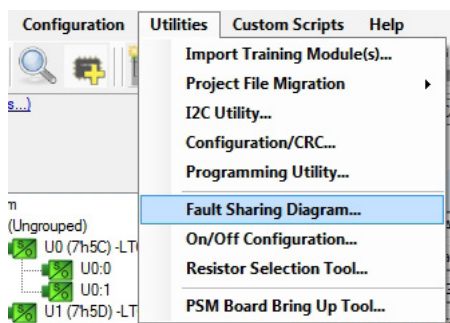 Configuration Utilities Custom Scripts Help
Import Training Module(s)...
s...)
Project File Migration
I2C Utility...
Configuration/CRC...
Programming Utility...
m
Fault Sharing Diagram...
(Ungrouped)
On/Off Configuration...
U0 (7h5C) -LT
U0:0
Resistor Selection Tool...
U0:1
U1 (7h5D) -LT
PSM Board Bring Up Tool...